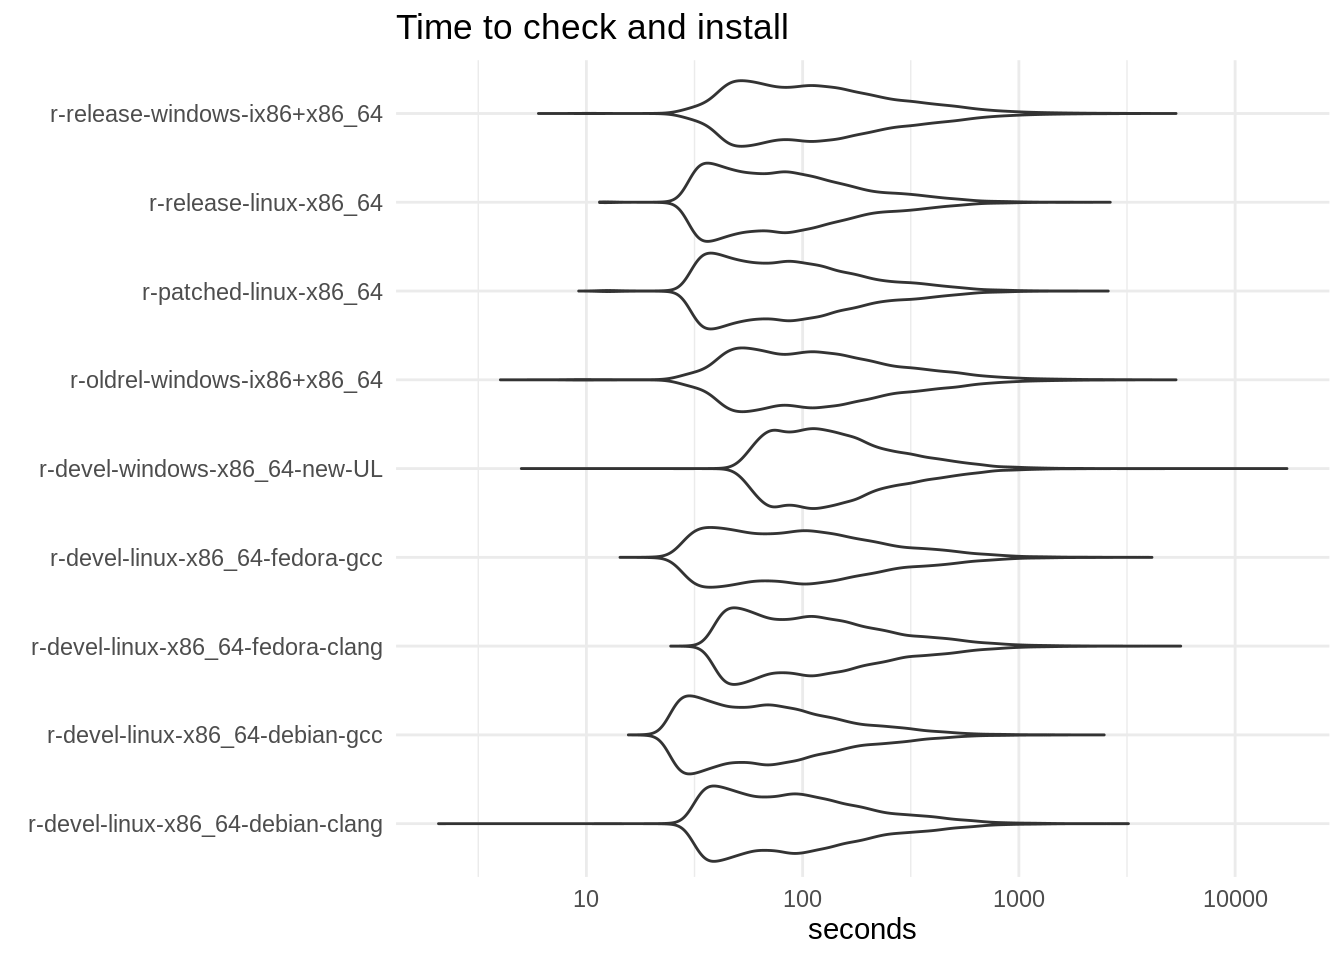 Time to check and install
r-release-windows-ix86+x86_64
r-release-linux-x86_64
r-patched-linux-x86_64
r-oldrel-windows-ix86+x86_64
r-devel-windows-x86_64-new-UL
r-devel-linux-x86_64-fedora-gcc
r-devel-linux-x86_64-fedora-clang
r-devel-linux-x86_64-debian-gcc
r-devel-linux-x86_64-debian-clang
10 100 1000 10000
seconds